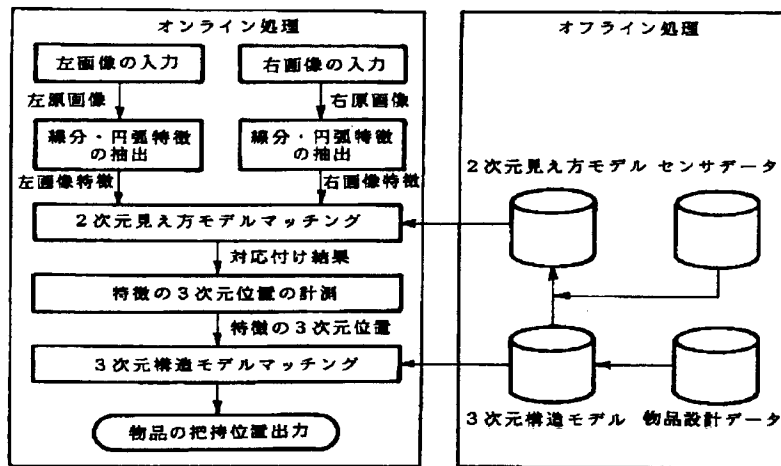 オンライン処理
左画像の入力
右画像の入力
左原画像
右原画像
線分・円弧特徴
の抽出
線分・円弧特徴
の抽出
左画像特徴
右画像特徴
2次元見え方モデルマッチング
対応付け結果
特徴の3次元位置の計測
特徴の3次元位置
3次元構造モデルマッチング
物品の把持位置出力
オフライン処理
2次元見え方モデル センサデータ
3次元構造モデル 物品設計データ